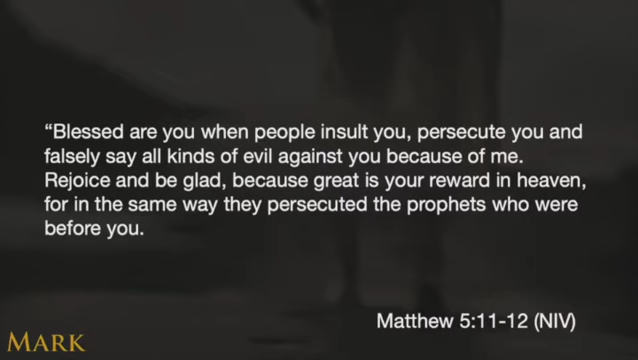 “Blessed are you when people insult you, persecute you and
falsely say all kinds of evil against you because of me.
Rejoice and be glad, because great is your reward in heaven,
for in the same way they persecuted the prophets who were
before you.
Matthew 5:11-12 (NIV)
MARK